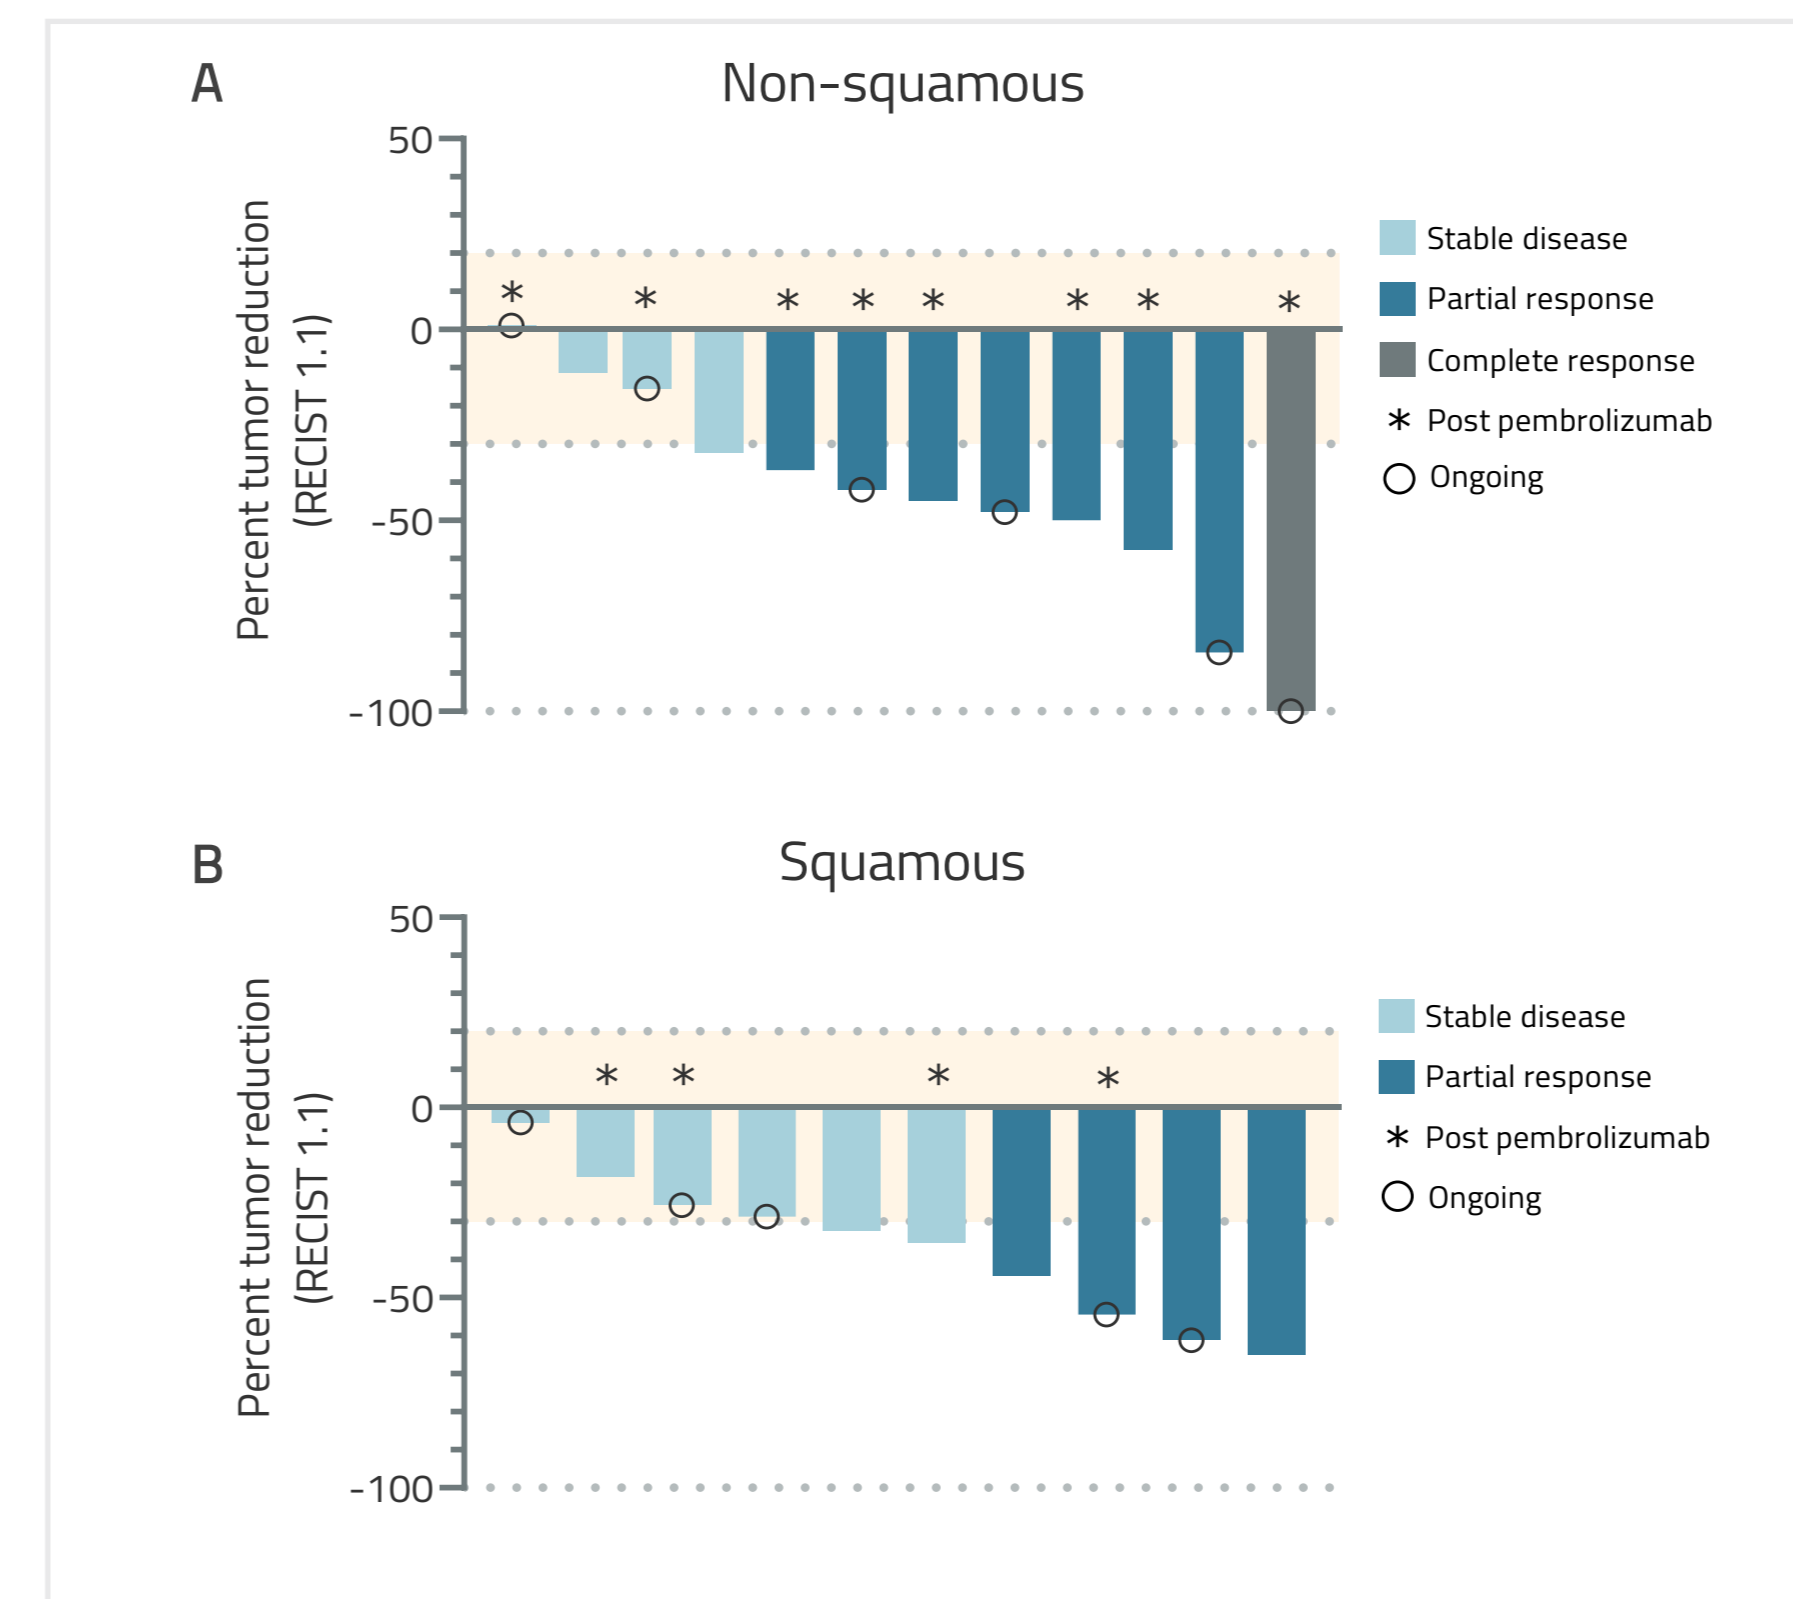 A
Non-squamous
Percent tumor reduction
(RECIST 1.1)
50
0
-50
-100
* * * * * * * *
Stable disease
Partial response
Complete response
* Post pembrolizumab
Ongoing
B
Squamous
Percent tumor reduction
(RECIST 1.1)
50
0
-50
-100
* * * *
Stable disease
Partial response
* Post pembrolizumab
Ongoing